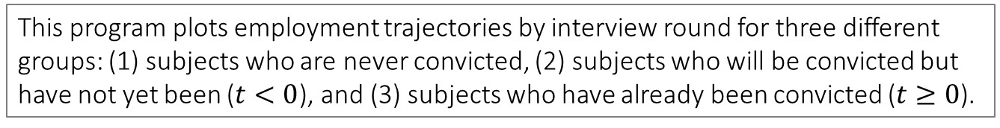 This program plots employment trajectories by interview round for three different
groups: (1) subjects who are never convicted, (2) subjects who will be convicted but
have not yet been (𝑡 < 0), and (3) subjects who have already been convicted (𝑡 ≥ 0).